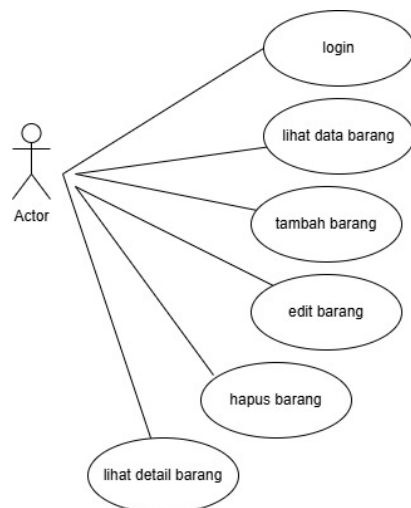 login
lihat data barang
Actor
tambah barang
edit barang
hapus barang
lihat detail barang